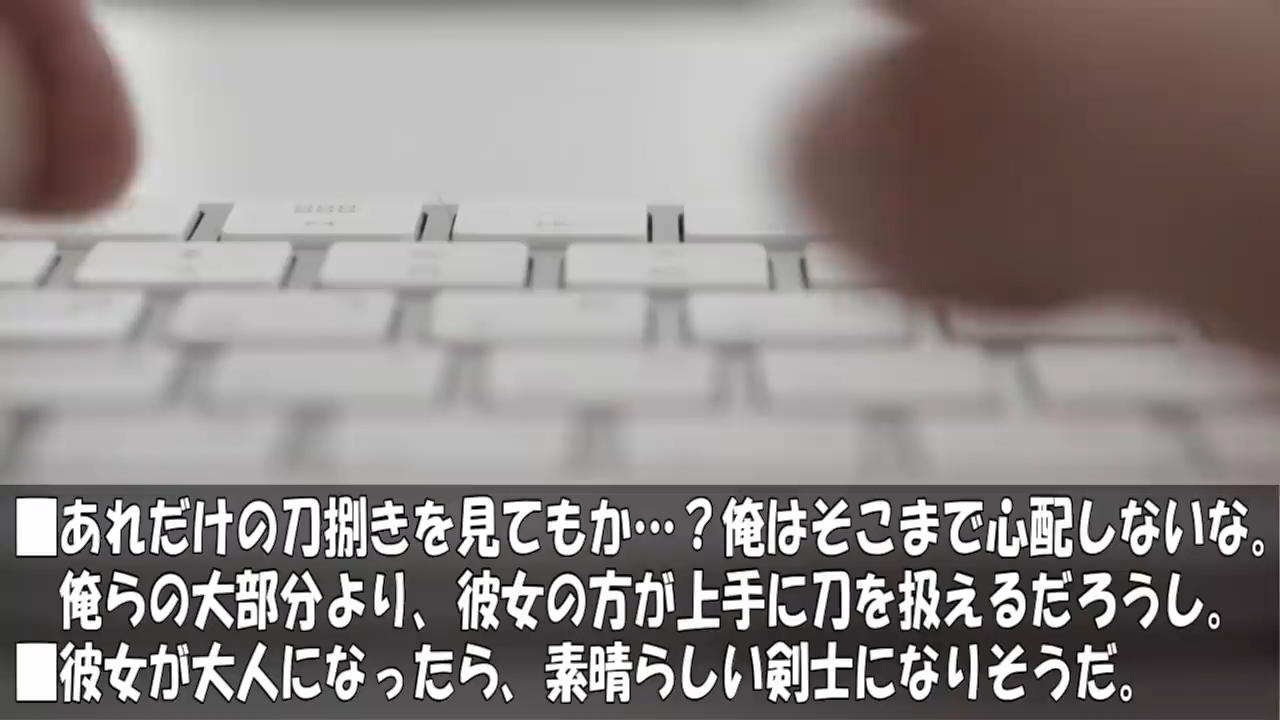 ■あれだけの刀捌きを見てもか…？俺はそこまで心配しないな。
俺らの大部分より、彼女の方が上手に刀を扱えるだろうし。
■彼女が大人になったら、素晴らしい剣士になりそうだ。